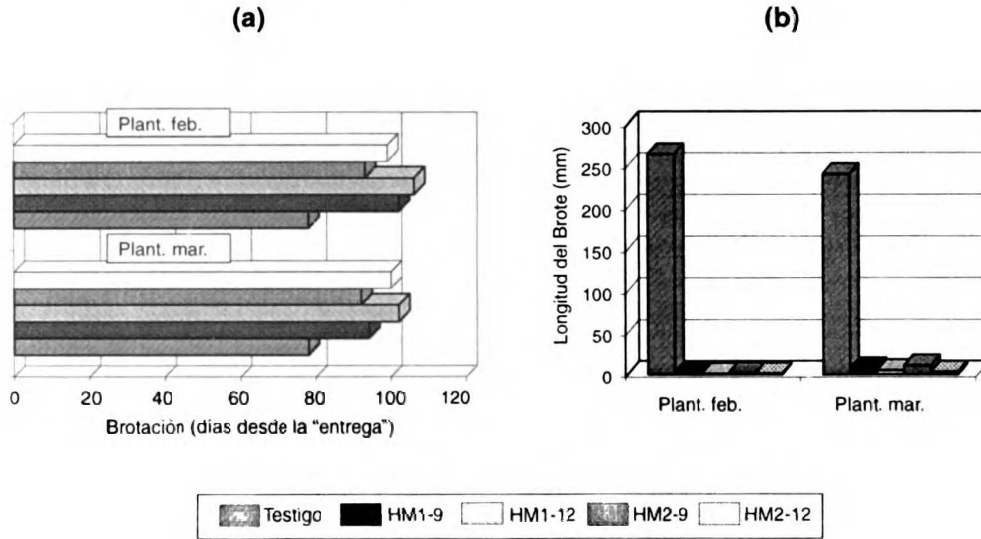 (a)
(b)
Plant. feb.
Plant. mar.
0 20 40 60 80 100 120
Brotación (días desde la "entrega")
Longitud del Brote (mm)
300
250
200
150
100
50
0
Plant. feb. Plant. mar.
Testigo HM1-9 HM1-12 HM2-9 HM2-12